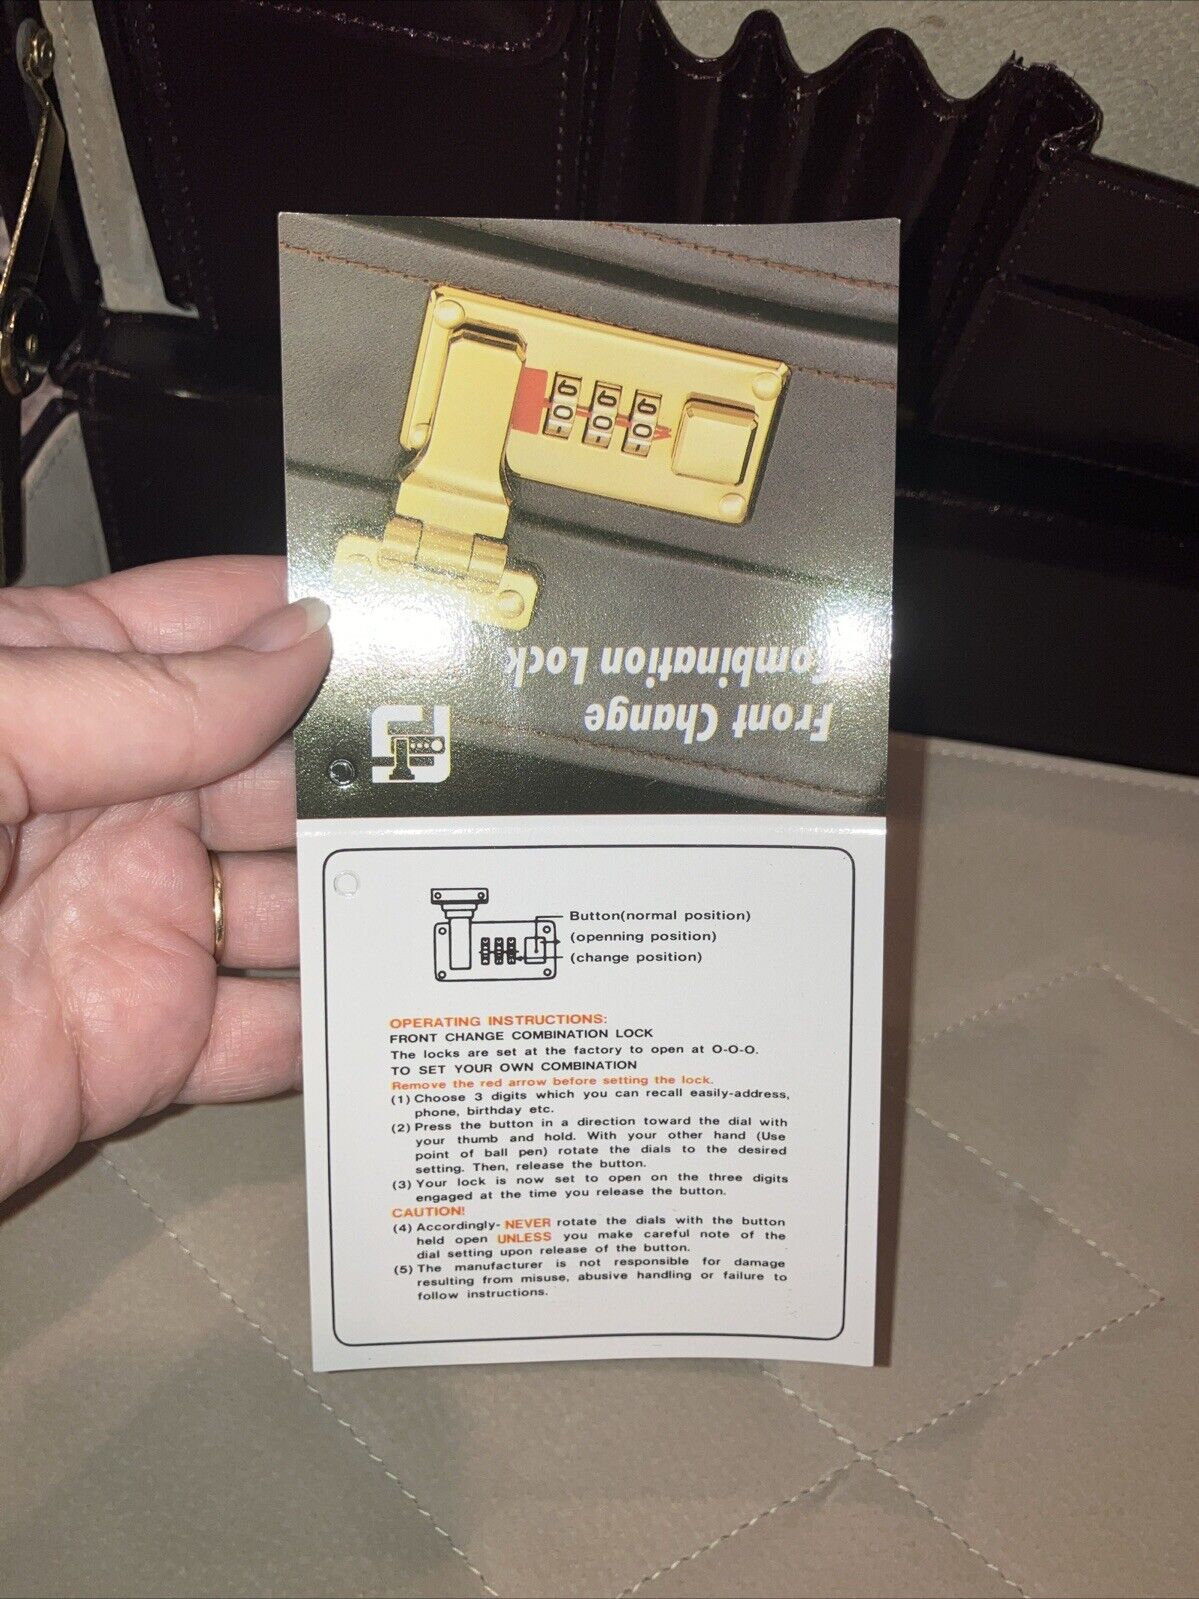 Front Change
Combination Lock
0 0 0
9 9 9
Button(normal position)
(openning position)
(change position)
OPERATING INSTRUCTIONS:
FRONT CHANGE COMBINATION LOCK
The locks are set at the factory to open at O-O-O.
TO SET YOUR OWN COMBINATION
Remove the red arrow before setting the lock.
(1) Choose 3 digits which you can recall easily-address,
phone, birthday etc.
(2) Press the button in a direction toward the dial with
your thumb and hold. With your other hand (Use
point of ball pen) rotate the dials to the desired
setting. Then, release the button.
(3) Your lock is now set to open on the three digits
engaged at the time you release the button.
CAUTION!
(4) Accordingly- NEVER rotate the dials with the button
held open UNLESS you make careful note of the
dial setting upon release of the button.
(5) The manufacturer is not responsible for damage
resulting from misuse, abusive handling or failure to
follow instructions.